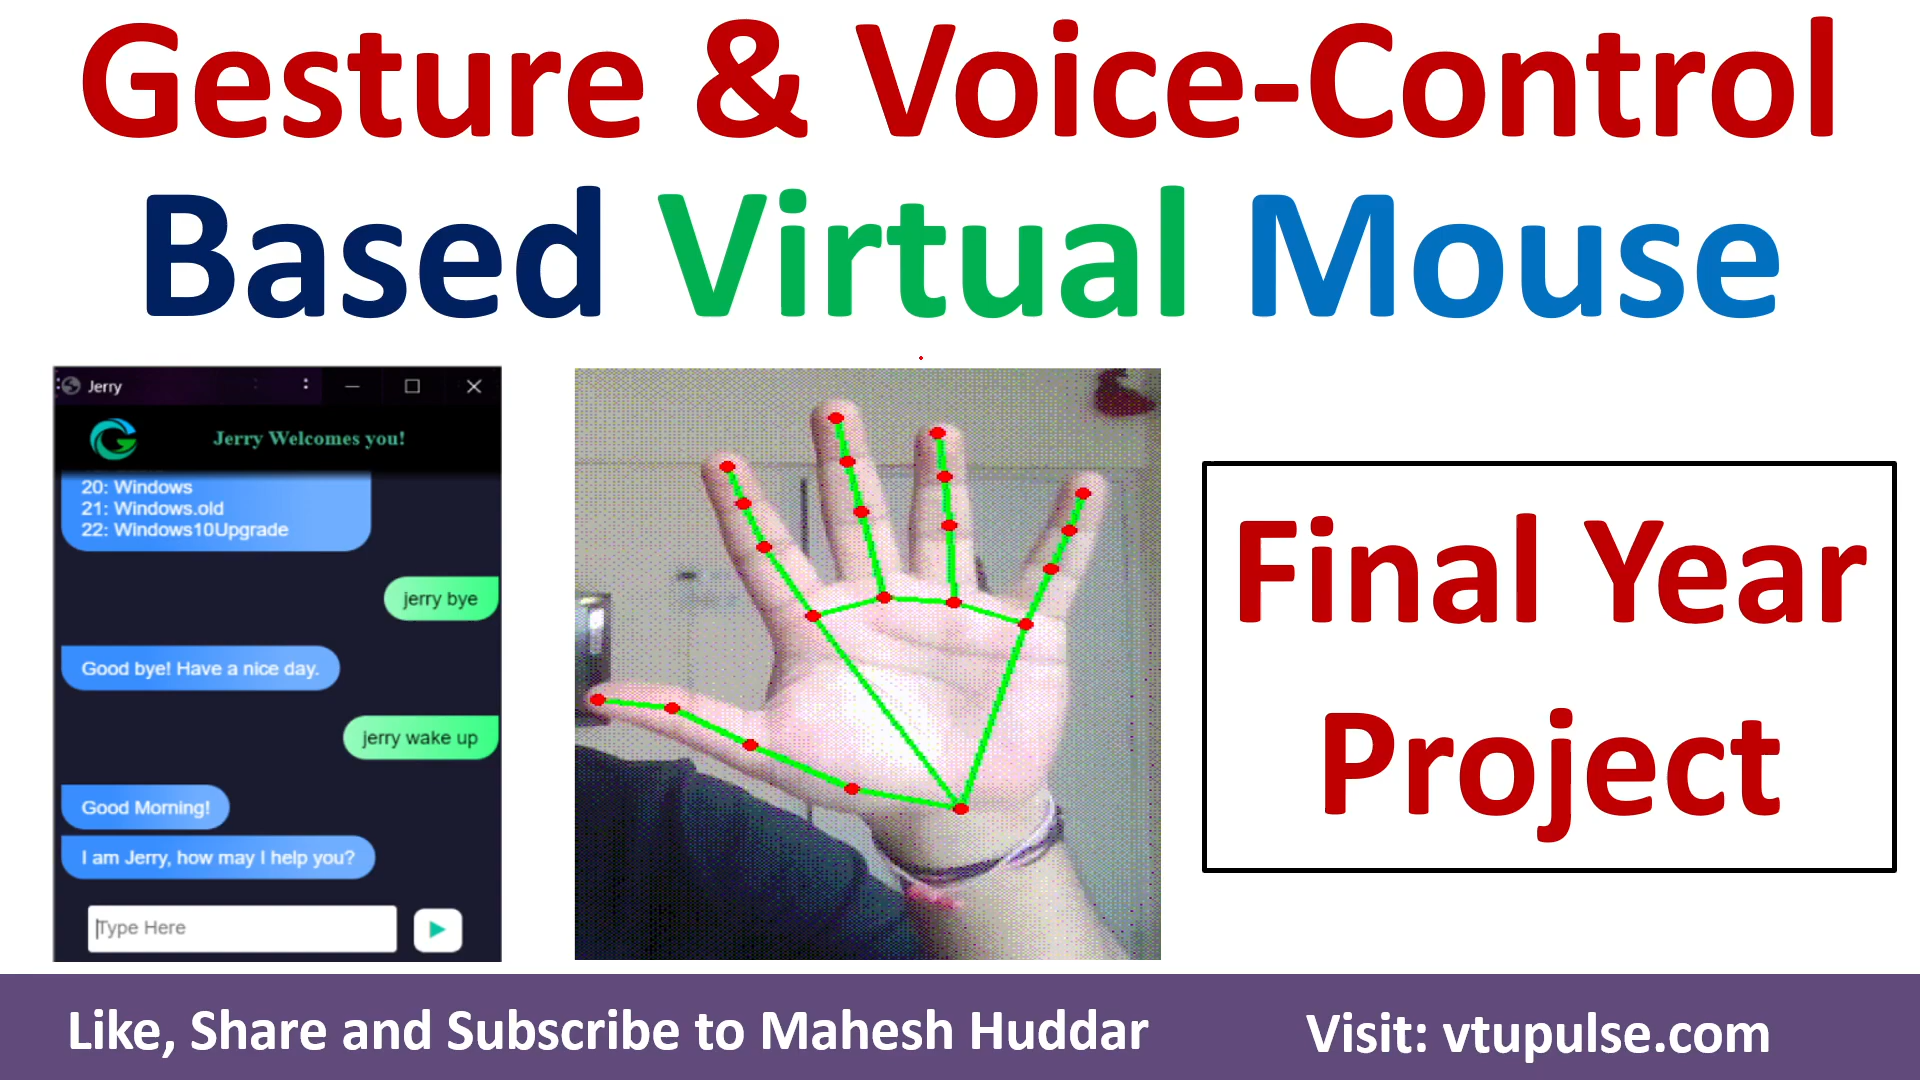 Gesture & Voice-Control
Based Virtual Mouse
Jerry
Jerry Welcomes you!
20: Windows
21: Windows.old
22: Windows10Upgrade
jerry bye
Good bye! Have a nice day.
jerry wake up
Good Morning!
I am Jerry, how may I help you?
Type Here
Final Year
Project
Like, Share and Subscribe to Mahesh Huddar
Visit: vtupulse.com